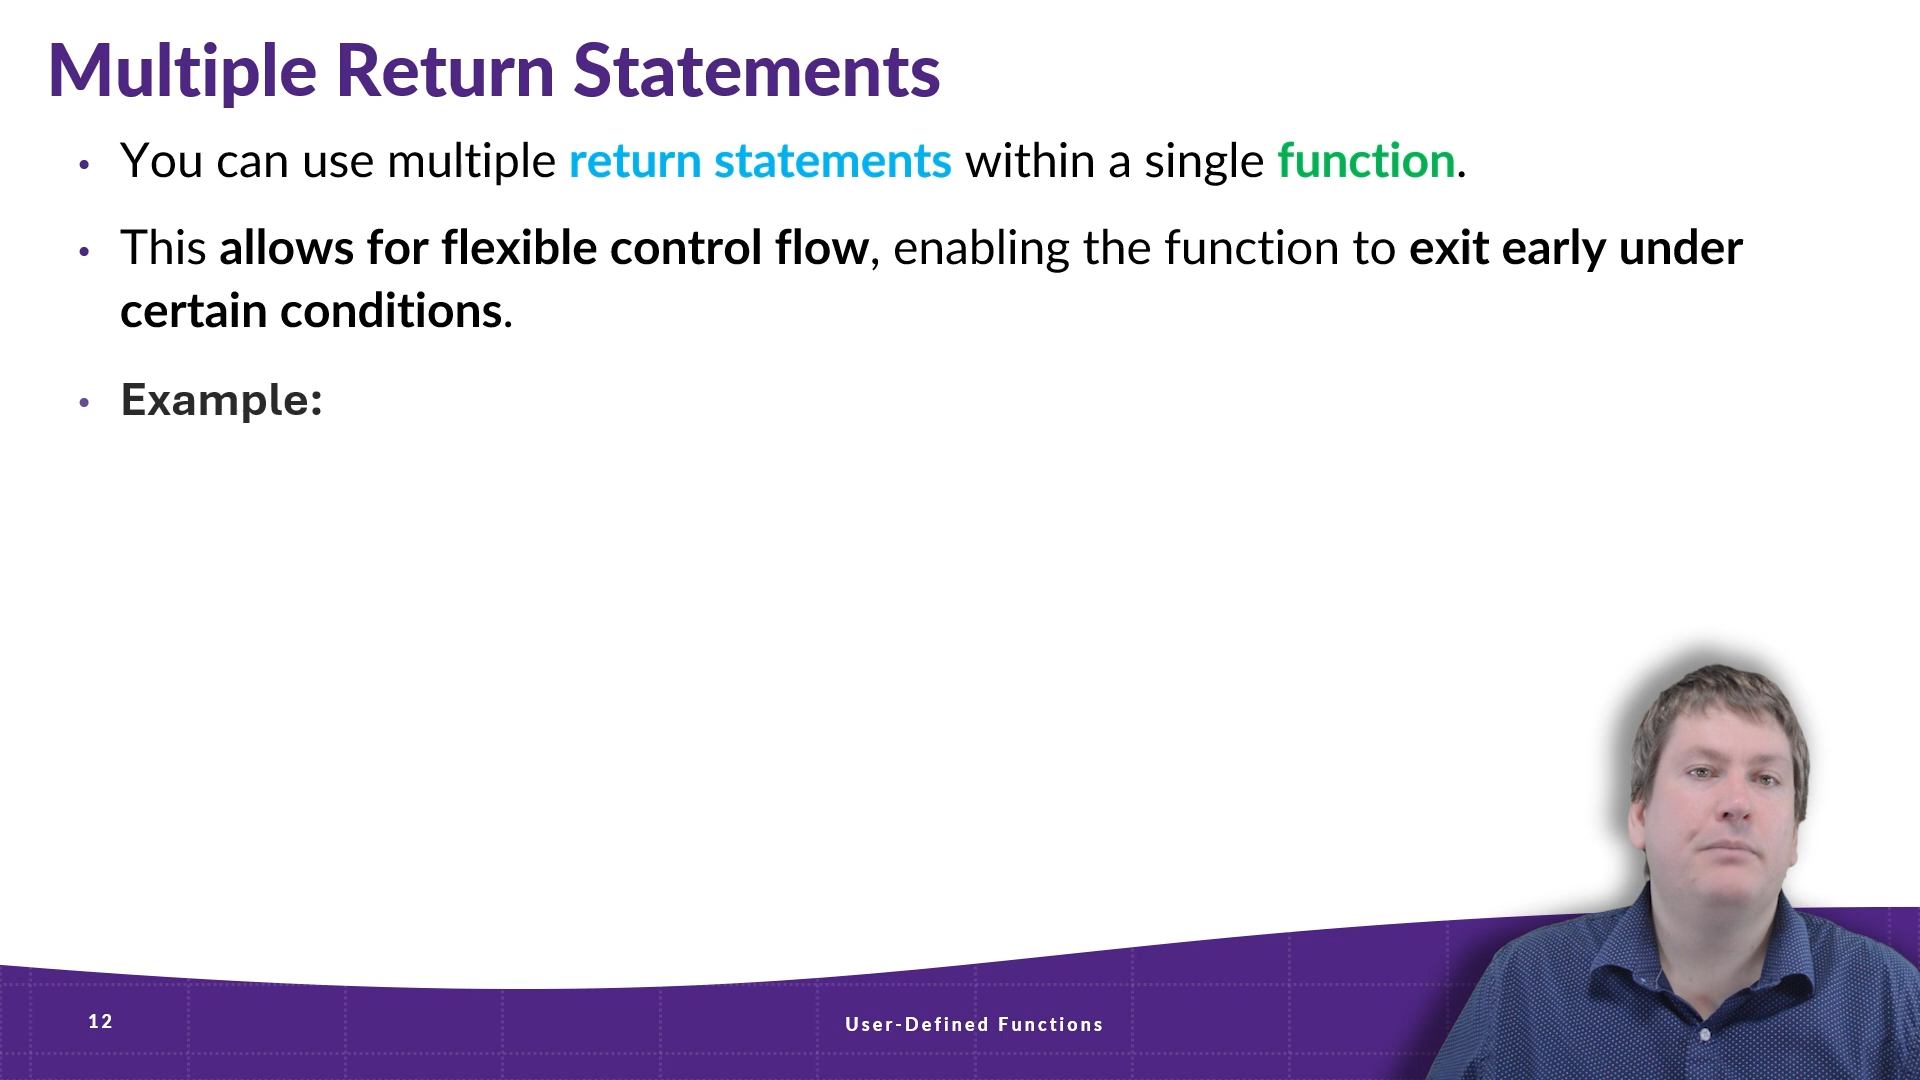 Multiple Return Statements
• You can use multiple return statements within a single function.
• This allows for flexible control flow, enabling the function to exit early under
certain conditions.
• Example:
12
User-Defined Functions